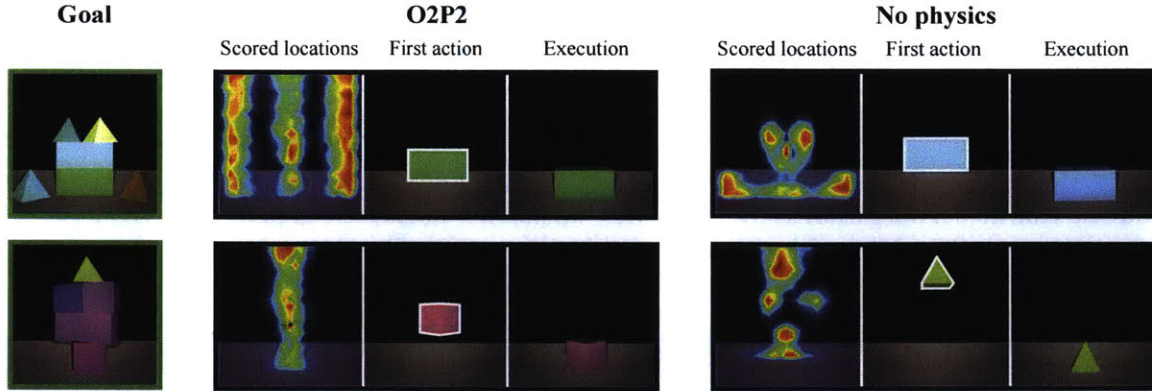 Goal
O2P2
No physics
Scored locations First action Execution
Scored locations First action Execution